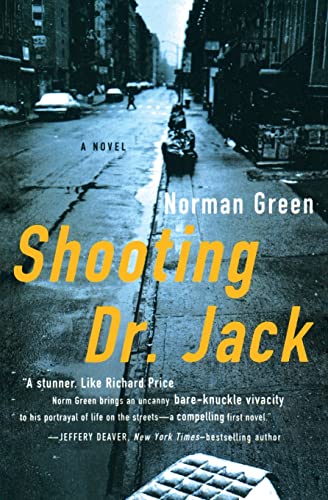 A NOVEL
Norman Green
Shooting
Dr. Jack
"A stunner. Like Richard Price
Norm Green brings an uncanny bare-knuckle vivacity
to his portrayal of life on the streets—a compelling first novel."
—JEFFERY DEAVER, New York Times–bestselling author